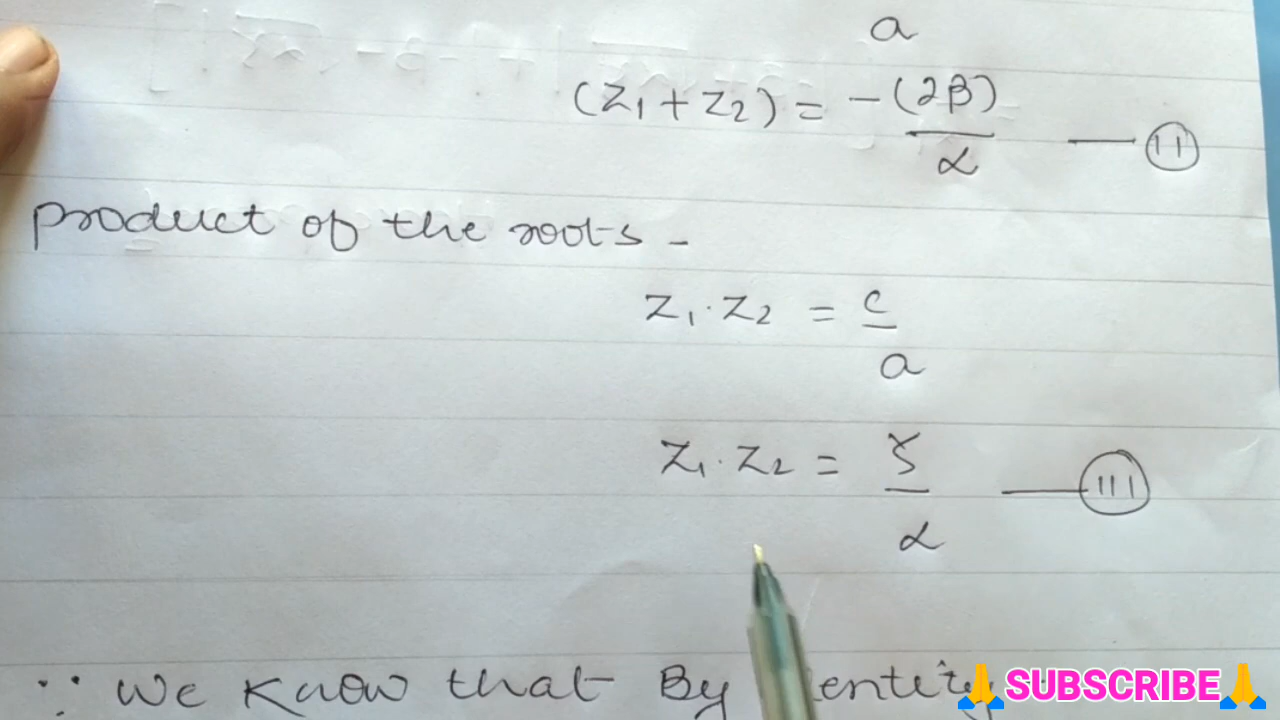 a
(z₁ + z₂) = -(2β)
α
— (II)
product of the roots -
z₁ · z₂ = c
a
z₁ · z₂ = γ
α
— (III)
∵ We Know that By
🙏SUBSCRIBE🙏